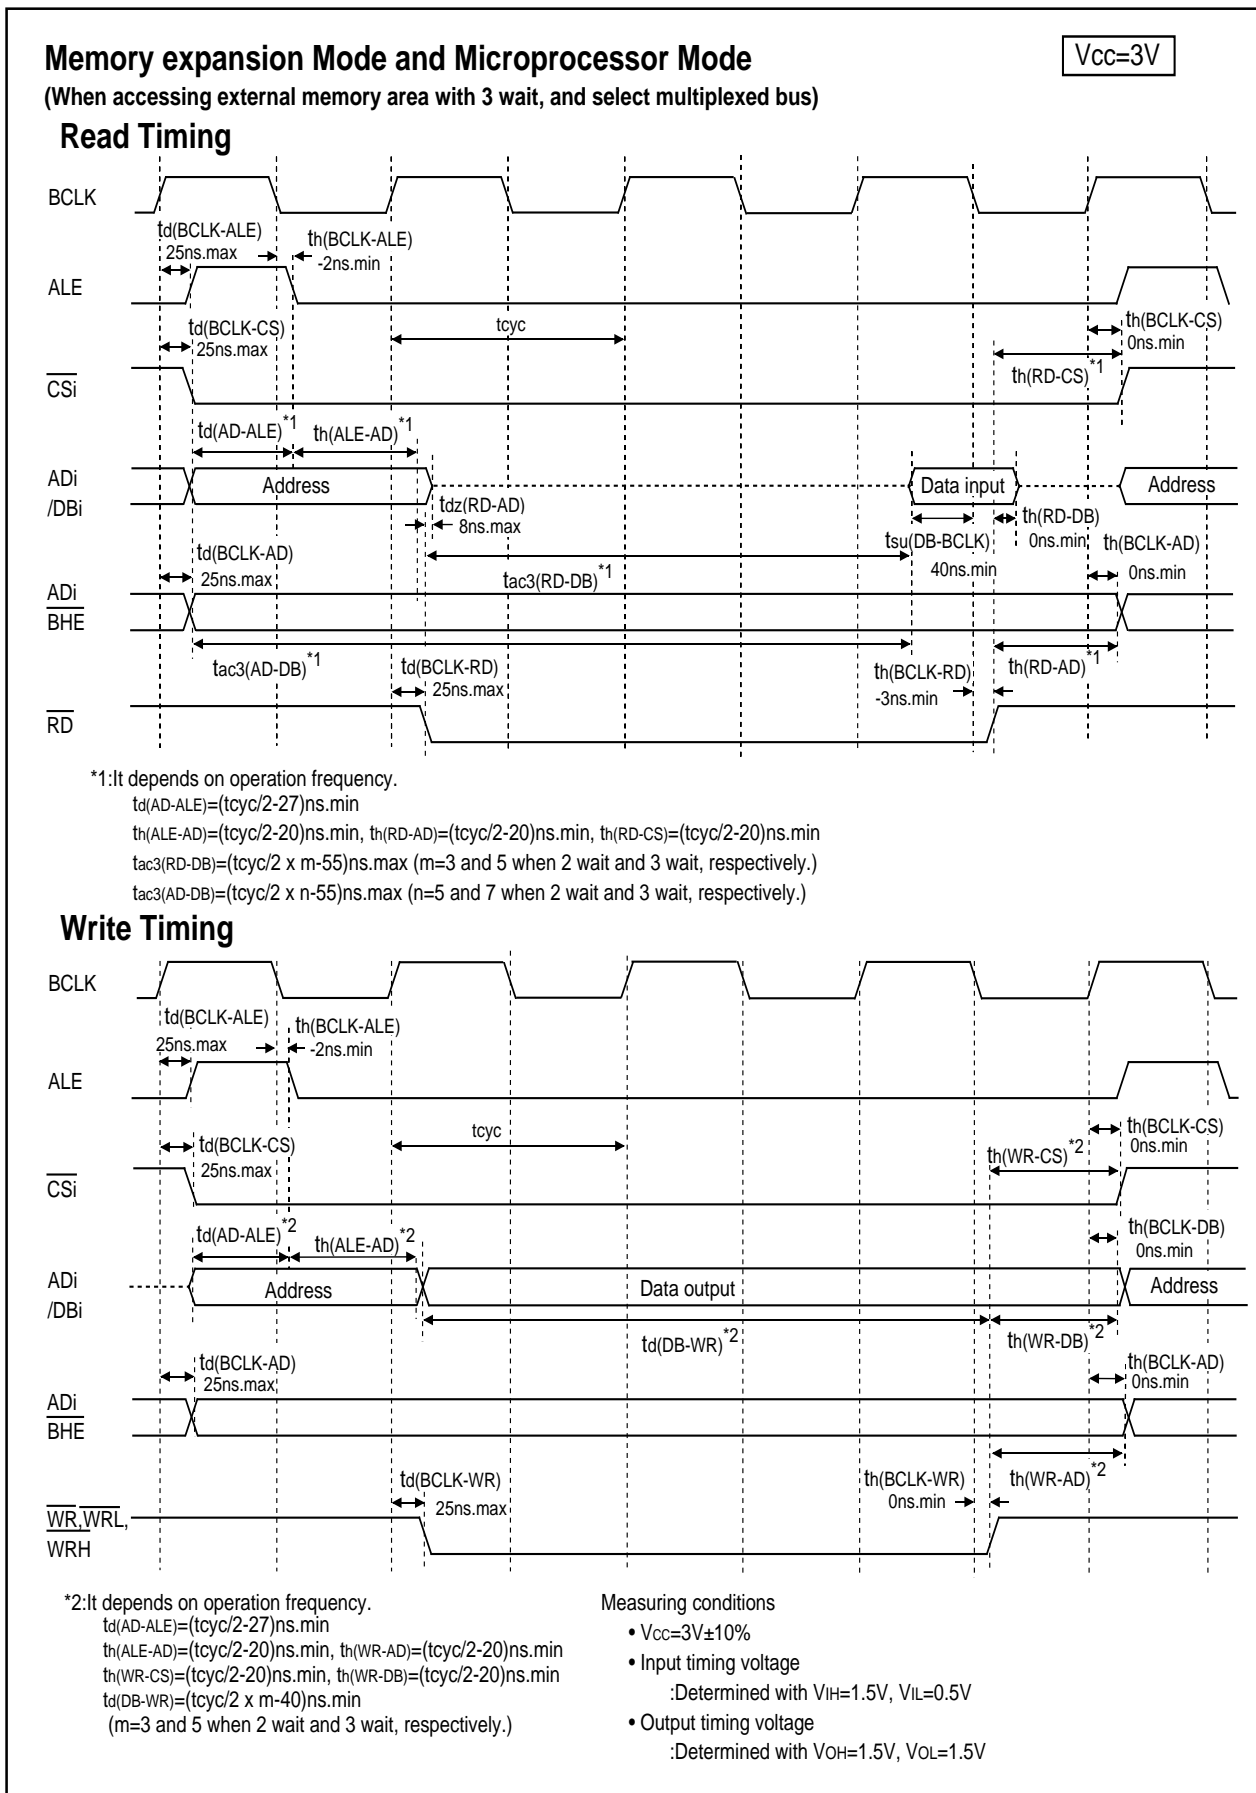 Memory expansion Mode and Microprocessor Mode
Vcc=3V
(When accessing external memory area with 3 wait, and select multiplexed bus)
Read Timing
BCLK
td(BCLK-ALE)
25ns.max
th(BCLK-ALE)
-2ns.min
ALE
td(BCLK-CS)
25ns.max
tcyc
th(BCLK-CS)
0ns.min
CSi
th(RD-CS)*1
td(AD-ALE)*1
th(ALE-AD)*1
ADi
/DBi
Address
Data input
Address
tdz(RD-AD)
8ns.max
th(RD-DB)
0ns.min
tsu(DB-BCLK)
40ns.min
td(BCLK-AD)
25ns.max
tac3(RD-DB)*1
th(BCLK-AD)
0ns.min
ADi
BHE
tac3(AD-DB)*1
td(BCLK-RD)
25ns.max
th(BCLK-RD)
-3ns.min
th(RD-AD)*1
RD
*1:It depends on operation frequency.
td(AD-ALE)=(tcyc/2-27)ns.min
th(ALE-AD)=(tcyc/2-20)ns.min, th(RD-AD)=(tcyc/2-20)ns.min, th(RD-CS)=(tcyc/2-20)ns.min
tac3(RD-DB)=(tcyc/2 x m-55)ns.max (m=3 and 5 when 2 wait and 3 wait, respectively.)
tac3(AD-DB)=(tcyc/2 x n-55)ns.max (n=5 and 7 when 2 wait and 3 wait, respectively.)
Write Timing
BCLK
td(BCLK-ALE)
25ns.max
th(BCLK-ALE)
-2ns.min
ALE
td(BCLK-CS)
25ns.max
tcyc
th(BCLK-CS)
0ns.min
th(WR-CS)*2
CSi
td(AD-ALE)*2
th(ALE-AD)*2
th(BCLK-DB)
0ns.min
ADi
/DBi
Address
Data output
Address
td(DB-WR)*2
th(WR-DB)*2
td(BCLK-AD)
25ns.max
th(BCLK-AD)
0ns.min
ADi
BHE
td(BCLK-WR)
25ns.max
th(BCLK-WR)
0ns.min
th(WR-AD)*2
WR,WRL,
WRH
*2:It depends on operation frequency.
td(AD-ALE)=(tcyc/2-27)ns.min
th(ALE-AD)=(tcyc/2-20)ns.min, th(WR-AD)=(tcyc/2-20)ns.min
th(WR-CS)=(tcyc/2-20)ns.min, th(WR-DB)=(tcyc/2-20)ns.min
td(DB-WR)=(tcyc/2 x m-40)ns.min
(m=3 and 5 when 2 wait and 3 wait, respectively.)
Measuring conditions
• VCC=3V±10%
• Input timing voltage
:Determined with VIH=1.5V, VIL=0.5V
• Output timing voltage
:Determined with VOH=1.5V, VOL=1.5V